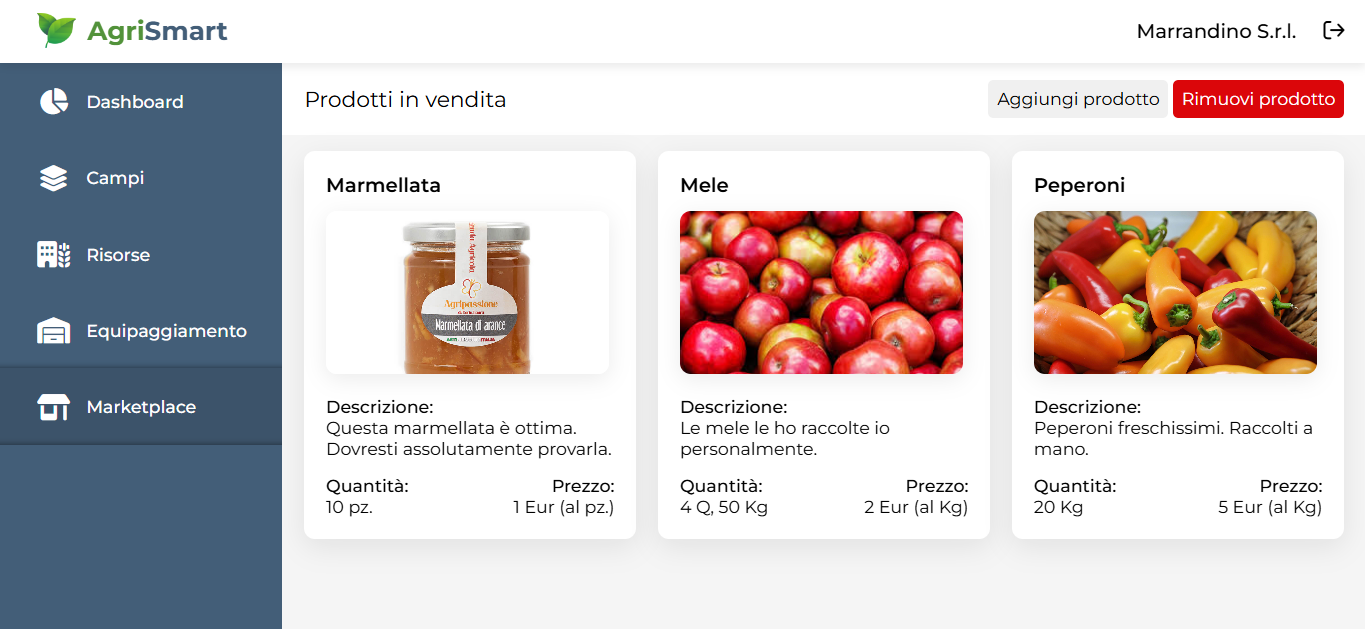 AgriSmart
Marrandino S.r.l.
Dashboard
Campi
Risorse
Equipaggiamento
Marketplace
Prodotti in vendita
Aggiungi prodotto
Rimuovi prodotto
Marmellata
Agripassione
Marmellata di arance
Descrizione:
Questa marmellata è ottima.
Dovresti assolutamente provarla.
Quantità:
Prezzo:
10 pz.
1 Eur (al pz.)
Mele
Descrizione:
Le mele le ho raccolte io
personalmente.
Quantità:
Prezzo:
4 Q, 50 Kg
2 Eur (al Kg)
Peperoni
Descrizione:
Peperoni freschissimi. Raccolti a
mano.
Quantità:
Prezzo:
20 Kg
5 Eur (al Kg)